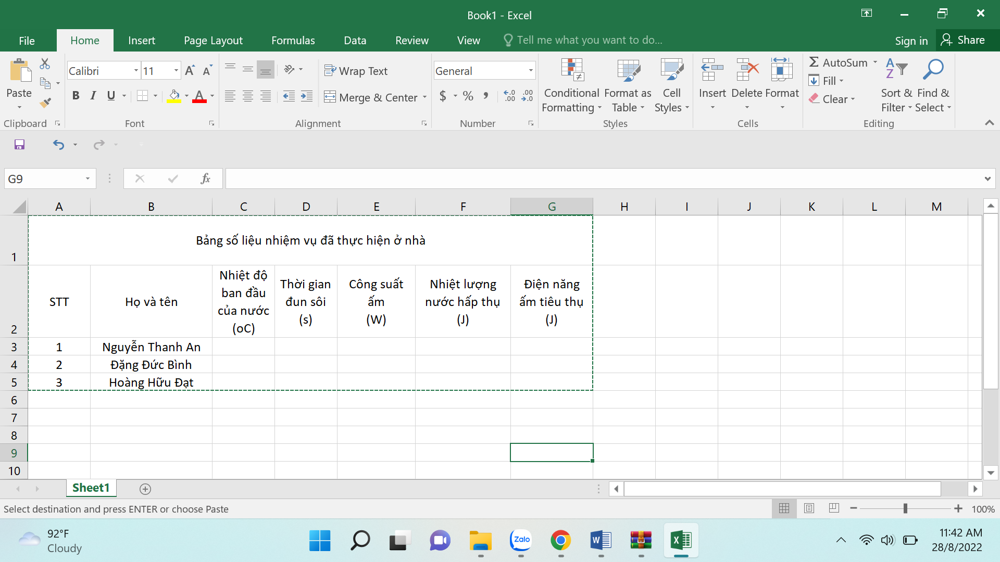 Book1 - Excel
File Home Insert Page Layout Formulas Data Review View Tell me what you want to do... Sign in Share
Calibri 11 Wrap Text General AutoSum
Paste Conditional Format as Cell Insert Delete Format Fill Sort & Find &
B I U Merge & Center $ % , .00 .0 Formatting Table Styles Clear Filter Select
Clipboard Font Alignment Number Styles Cells Editing
G9 fx
A B C D E F G H I J K L M
1 Bảng số liệu nhiệm vụ đã thực hiện ở nhà
2 STT Họ và tên
Nhiệt độ
ban đầu
của nước
(oC)
Thời gian
đun sôi
(s)
Công suất
ấm
(W)
Nhiệt lượng
nước hấp thụ
(J)
Điện năng
ấm tiêu thụ
(J)
3 1 Nguyễn Thanh An
4 2 Đặng Đức Bình
5 3 Hoàng Hữu Đạt
6
7
8
9
10
Sheet1
Select destination and press ENTER or choose Paste 100%
92°F
Cloudy
Zalo
11:42 AM
28/8/2022